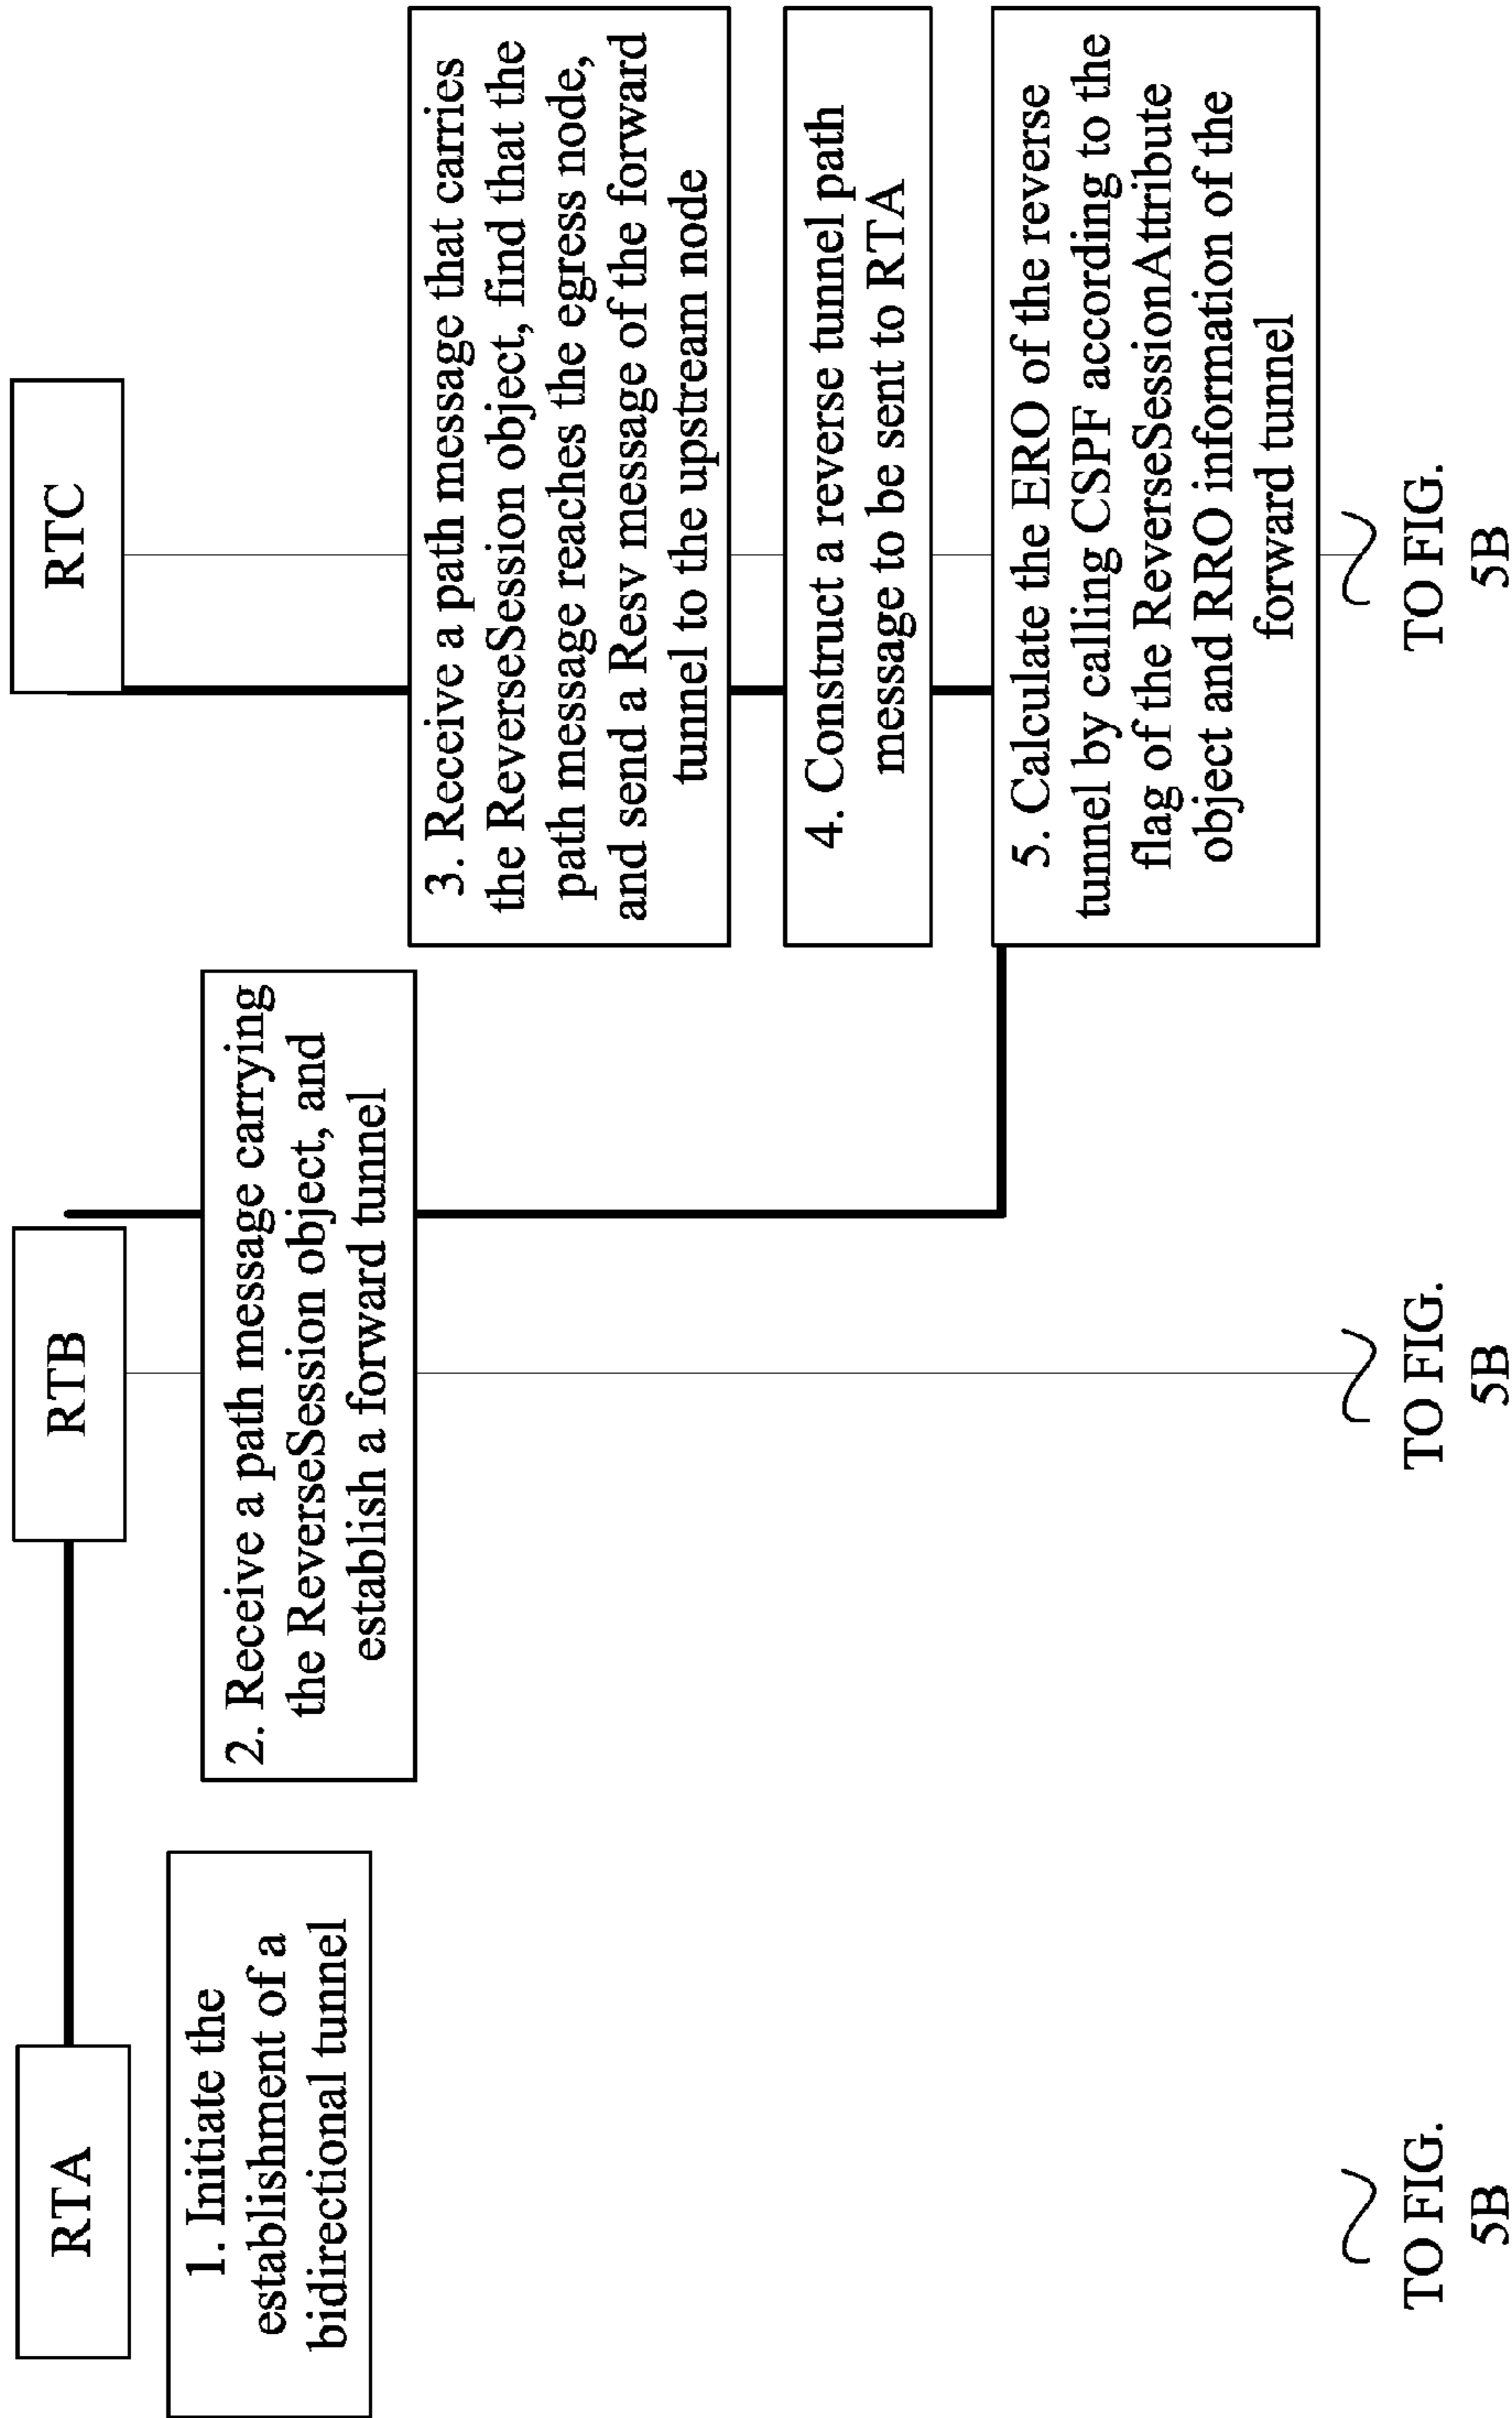 RTA
RTB
RTC
1. Initiate the
establishment of a
bidirectional tunnel
2. Receive a path message carrying
the ReverseSession object, and
establish a forward tunnel
3. Receive a path message that carries
the ReverseSession object, find that the
path message reaches the egress node,
and send a Resv message of the forward
tunnel to the upstream node
4. Construct a reverse tunnel path
message to be sent to RTA
5. Calculate the ERO of the reverse
tunnel by calling CSPF according to the
flag of the ReverseSessionAttribute
object and RRO information of the
forward tunnel
TO FIG.
5B
TO FIG.
5B
TO FIG.
5B